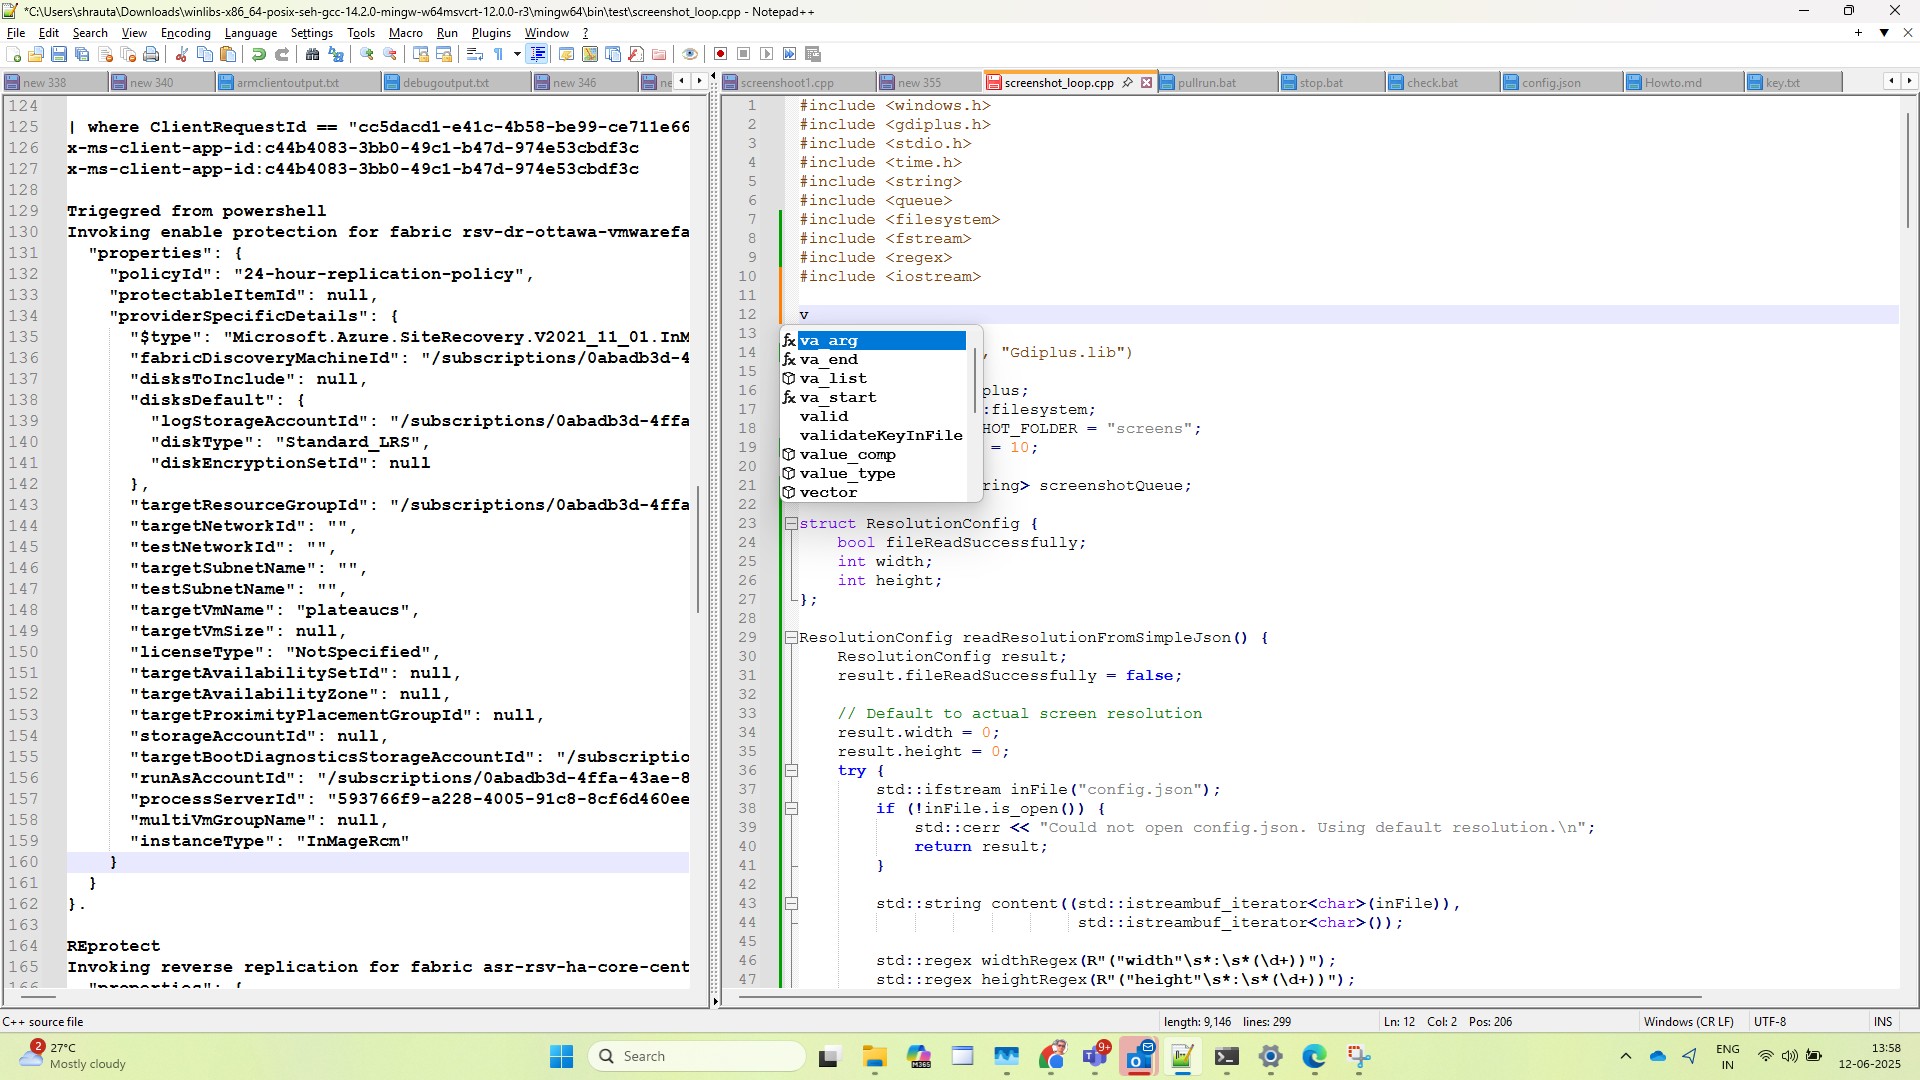 *C:\Users\shrauta\Downloads\winlibs-x86_64-posix-seh-gcc-14.2.0-mingw-w64msvcrt-12.0.0-r3\mingw64\bin\test\screenshot_loop.cpp - Notepad++
File Edit Search View Encoding Language Settings Tools Macro Run Plugins Window ?
new 338 new 340 armclientoutput.txt debugoutput.txt new 346 ne
124
125 | where ClientRequestId == "cc5dacd1-e41c-4b58-be99-ce711e66
126 x-ms-client-app-id:c44b4083-3bb0-49c1-b47d-974e53cbdf3c
127 x-ms-client-app-id:c44b4083-3bb0-49c1-b47d-974e53cbdf3c
128
129 Trigegred from powershell
130 Invoking enable protection for fabric rsv-dr-ottawa-vmwarefa
131 "properties": {
132 "policyId": "24-hour-replication-policy",
133 "protectableItemId": null,
134 "providerSpecificDetails": {
135 "$type": "Microsoft.Azure.SiteRecovery.V2021_11_01.InM
136 "fabricDiscoveryMachineId": "/subscriptions/0abadb3d-4
137 "disksToInclude": null,
138 "disksDefault": {
139 "logStorageAccountId": "/subscriptions/0abadb3d-4ffa
140 "diskType": "Standard_LRS",
141 "diskEncryptionSetId": null
142 },
143 "targetResourceGroupId": "/subscriptions/0abadb3d-4ffa
144 "targetNetworkId": "",
145 "testNetworkId": "",
146 "targetSubnetName": "",
147 "testSubnetName": "",
148 "targetVmName": "plateaucs",
149 "targetVmSize": null,
150 "licenseType": "NotSpecified",
151 "targetAvailabilitySetId": null,
152 "targetAvailabilityZone": null,
153 "targetProximityPlacementGroupId": null,
154 "storageAccountId": null,
155 "targetBootDiagnosticsStorageAccountId": "/subscriptio
156 "runAsAccountId": "/subscriptions/0abadb3d-4ffa-43ae-8
157 "processServerId": "593766f9-a228-4005-91c8-8cf6d460ee
158 "multiVmGroupName": null,
159 "instanceType": "InMageRcm"
160 }
161 }
162 }.
163
164 REprotect
165 Invoking reverse replication for fabric asr-rsv-ha-core-cent
166 "properties": {
screenshoot1.cpp new 355 screenshot_loop.cpp pullrun.bat stop.bat check.bat config.json Howto.md key.txt
1 #include <windows.h>
2 #include <gdiplus.h>
3 #include <stdio.h>
4 #include <time.h>
5 #include <string>
6 #include <queue>
7 #include <filesystem>
8 #include <fstream>
9 #include <regex>
10 #include <iostream>
11
12 v
13
14 , "Gdiplus.lib")
15
16 plus;
17 :filesystem;
18 HOT_FOLDER = "screens";
19 = 10;
20
21 ring> screenshotQueue;
22
va_arg
va_end
va_list
va_start
valid
validateKeyInFile
value_comp
value_type
vector
23 struct ResolutionConfig {
24 bool fileReadSuccessfully;
25 int width;
26 int height;
27 };
28
29 ResolutionConfig readResolutionFromSimpleJson() {
30 ResolutionConfig result;
31 result.fileReadSuccessfully = false;
32
33 // Default to actual screen resolution
34 result.width = 0;
35 result.height = 0;
36 try {
37 std::ifstream inFile("config.json");
38 if (!inFile.is_open()) {
39 std::cerr << "Could not open config.json. Using default resolution.\n";
40 return result;
41 }
42
43 std::string content((std::istreambuf_iterator<char>(inFile)),
44 std::istreambuf_iterator<char>());
45
46 std::regex widthRegex(R"("width"\s*:\s*(\d+))");
47 std::regex heightRegex(R"("height"\s*:\s*(\d+))");
C++ source file length: 9,146 lines: 299 Ln: 12 Col: 2 Pos: 206 Windows (CR LF) UTF-8 INS
2 27°C
Mostly cloudy
Search
M365
9+
ENG
IN
13:58
12-06-2025